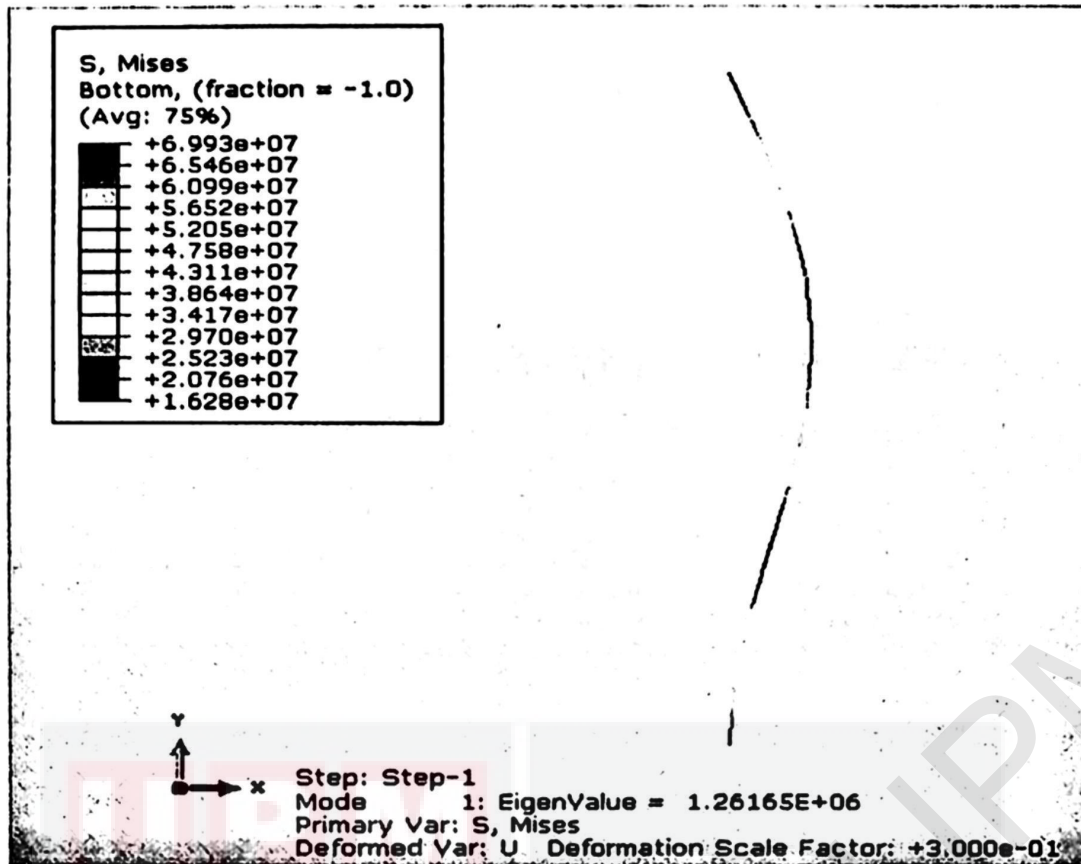 S, Mises
Bottom, (fraction = -1.0)
(Avg: 75%)
+6.993e+07
+6.546e+07
+6.099e+07
+5.652e+07
+5.205e+07
+4.758e+07
+4.311e+07
+3.864e+07
+3.417e+07
+2.970e+07
+2.523e+07
+2.076e+07
+1.628e+07
Y
X
Step: Step-1
Mode 1: EigenValue = 1.26165E+06
Primary Var: S, Mises
Deformed Var: U Deformation Scale Factor: +3.000e-01